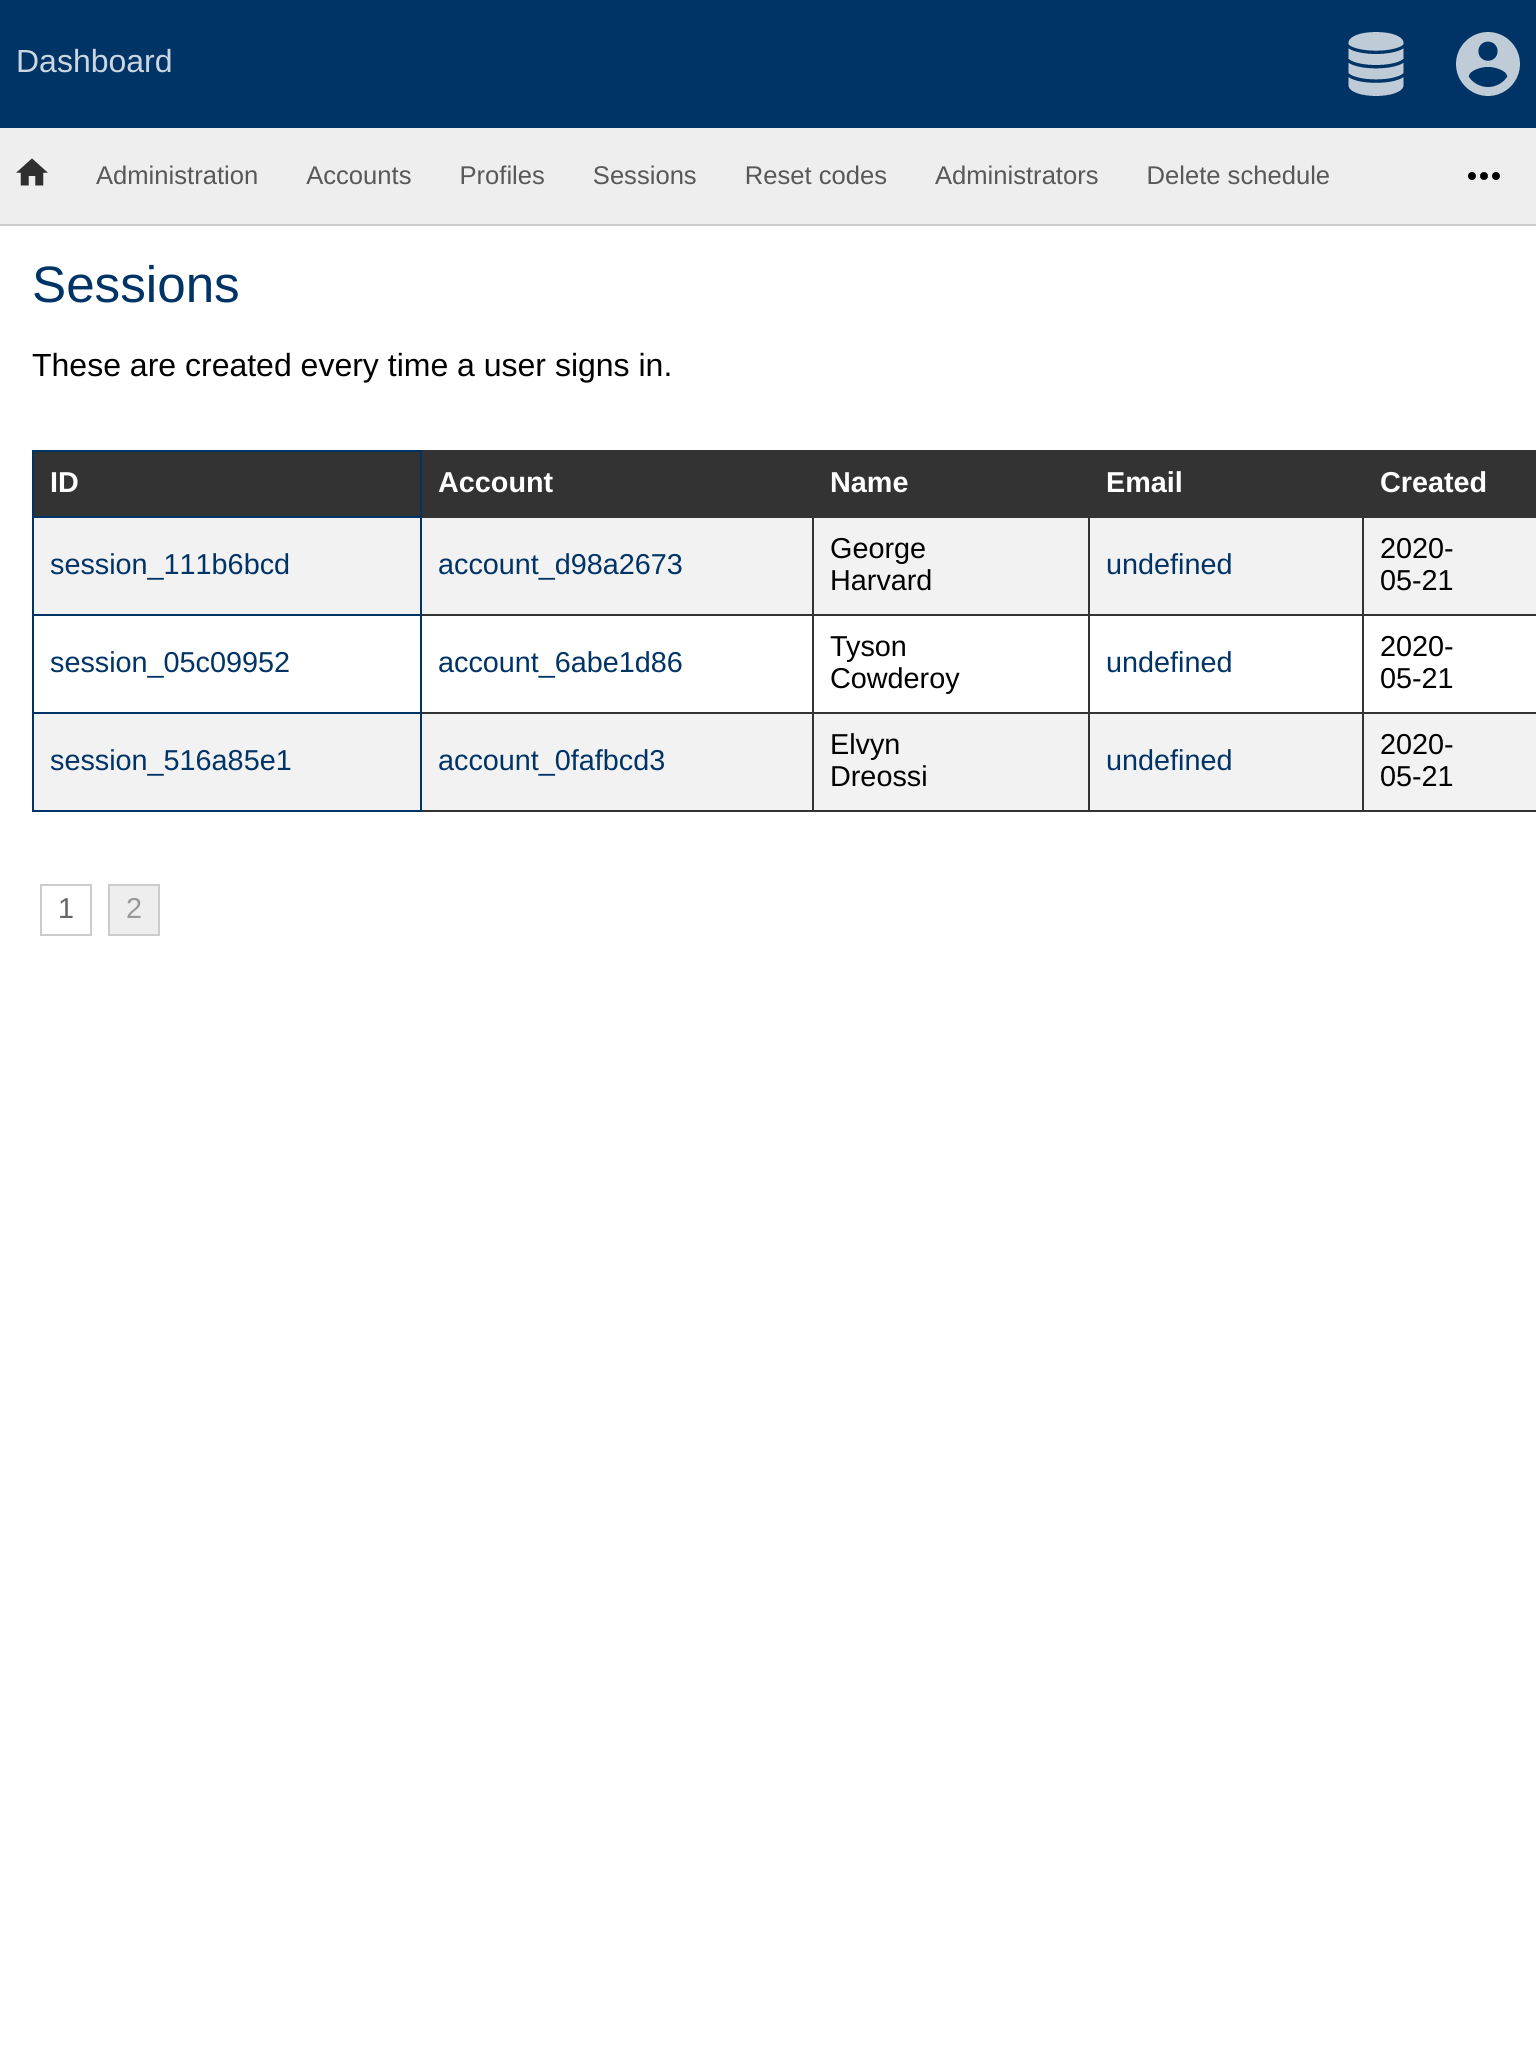 Dashboard
Administration Accounts Profiles Sessions Reset codes Administrators Delete schedule
Sessions
These are created every time a user signs in.
ID Account Name Email Created
session_111b6bcd account_d98a2673 George Harvard undefined 2020-05-21
session_05c09952 account_6abe1d86 Tyson Cowderoy undefined 2020-05-21
session_516a85e1 account_0fafbcd3 Elvyn Dreossi undefined 2020-05-21
1 2